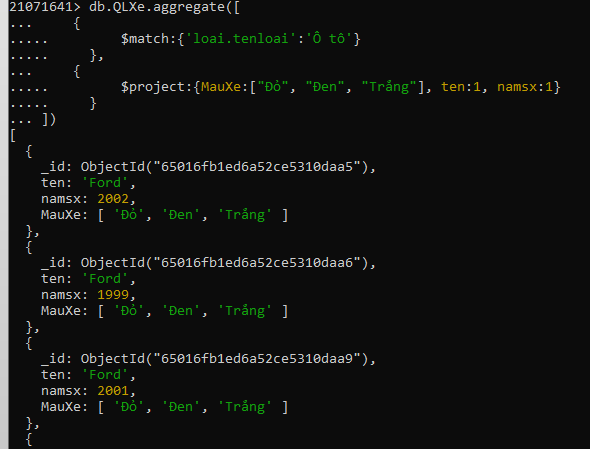 21071641> db.QLXe.aggregate([
...     {
.....         $match:{'loai.tenloai':'Ô tô'}
.....     },
...     {
.....         $project:{MauXe:["Đỏ", "Đen", "Trắng"], ten:1, namsx:1}
.....     }
... ])
[
  {
    _id: ObjectId("65016fb1ed6a52ce5310daa5"),
    ten: 'Ford',
    namsx: 2002,
    MauXe: [ 'Đỏ', 'Đen', 'Trắng' ]
  },
  {
    _id: ObjectId("65016fb1ed6a52ce5310daa6"),
    ten: 'Ford',
    namsx: 1999,
    MauXe: [ 'Đỏ', 'Đen', 'Trắng' ]
  },
  {
    _id: ObjectId("65016fb1ed6a52ce5310daa9"),
    ten: 'Ford',
    namsx: 2001,
    MauXe: [ 'Đỏ', 'Đen', 'Trắng' ]
  },
  {